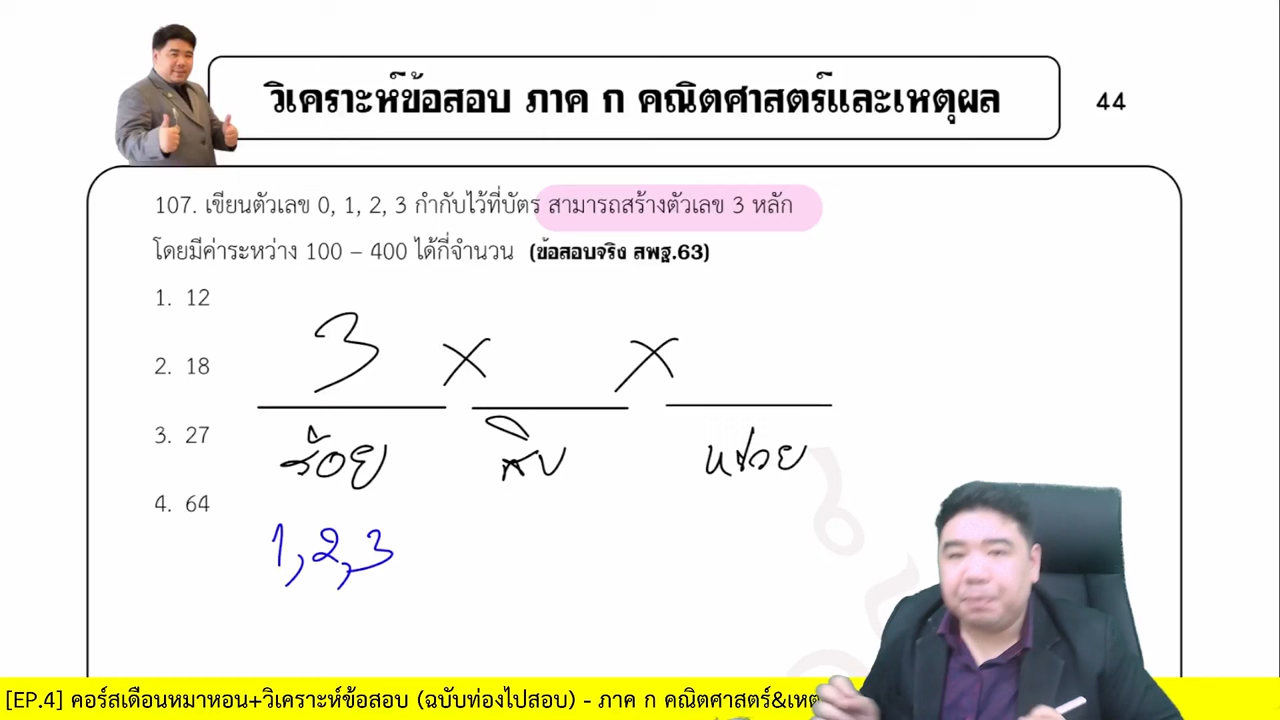 วิเคราะห์ข้อสอบ ภาค ก คณิตศาสตร์และเหตุผล
44
107. เขียนตัวเลข 0, 1, 2, 3 กำกับไว้ที่บัตร สามารถสร้างตัวเลข 3 หลัก
โดยมีค่าระหว่าง 100 – 400 ได้กี่จำนวน (ข้อสอบจริง สพฐ.63)
1. 12
2. 18
3. 27
4. 64
3 × ×
ร้อย สิบ หน่วย
1, 2, 3
[EP.4] คอร์สเดือนหมาหอน+วิเคราะห์ข้อสอบ (ฉบับท่องไปสอบ) - ภาค ก คณิตศาสตร์&เหตุ